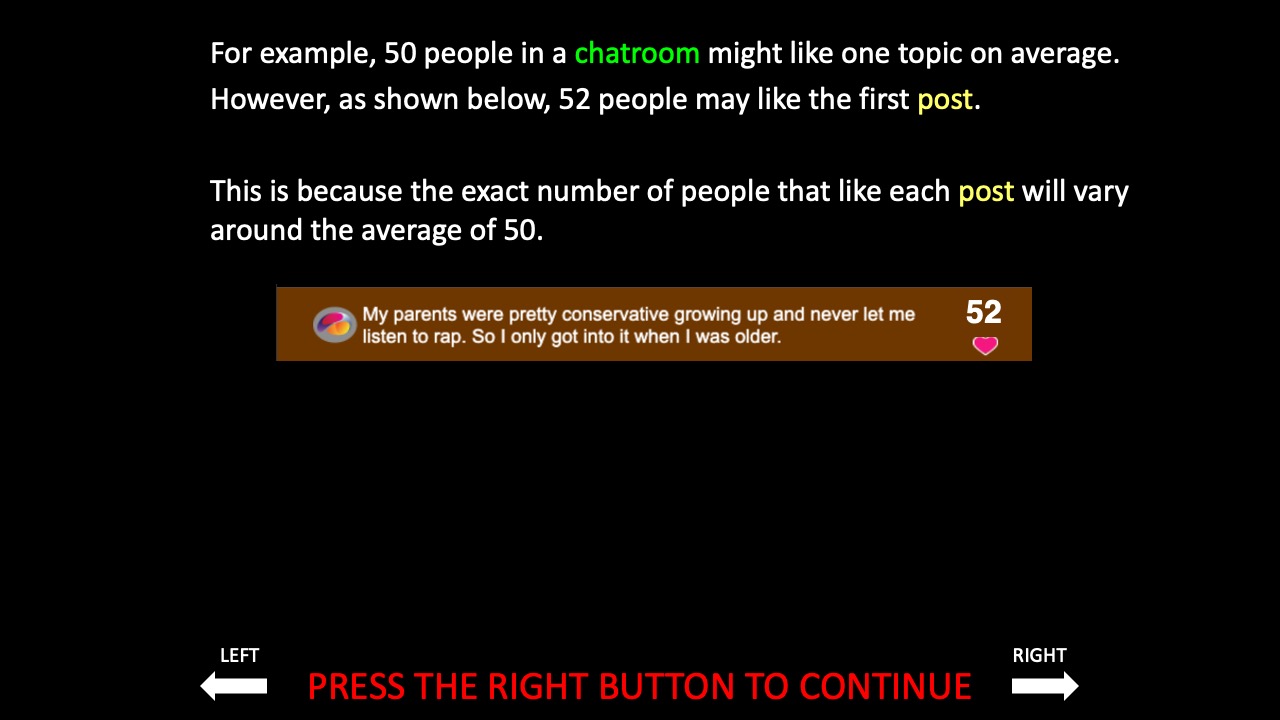 For example, 50 people in a chatroom might like one topic on average.
However, as shown below, 52 people may like the first post.
This is because the exact number of people that like each post will vary
around the average of 50.
My parents were pretty conservative growing up and never let me
listen to rap. So I only got into it when I was older.
52
LEFT
RIGHT
PRESS THE RIGHT BUTTON TO CONTINUE